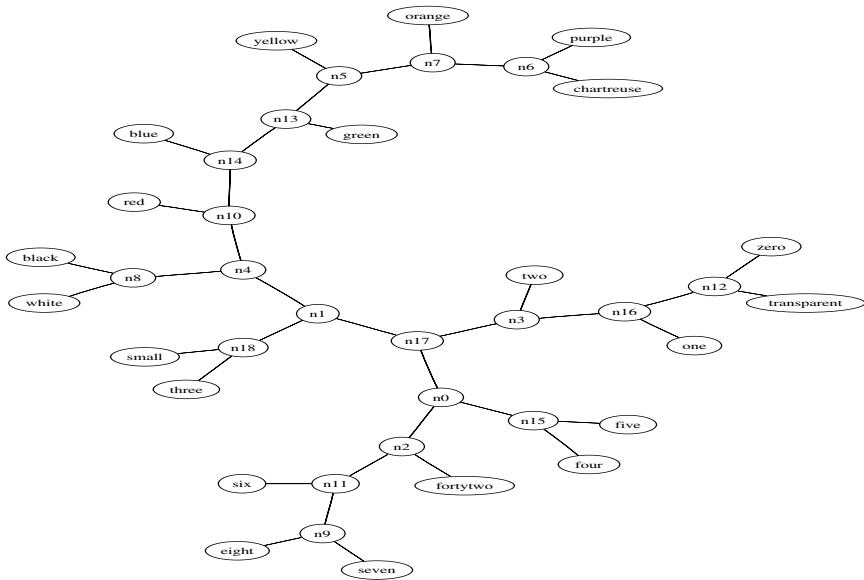 orange
purple
yellow
n7
n6
n5
chartreuse
n13
blue
green
n14
red
n10
zero
black
two
n4
n8
n12
white
transparent
n1
n3
n16
n17
one
n18
small
three
n0
n15
five
n2
four
six
n11
fortytwo
n9
eight
seven